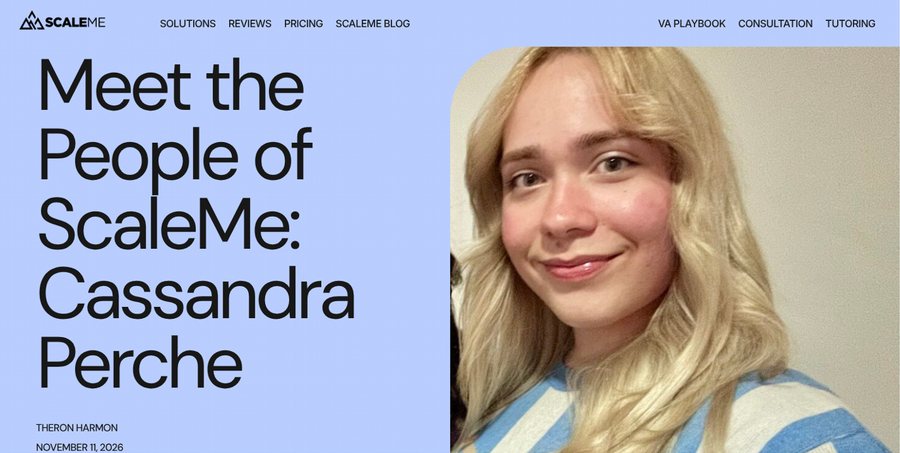 SCALEME
SOLUTIONS REVIEWS PRICING SCALEME BLOG
VA PLAYBOOK CONSULTATION TUTORING
Meet the
People of
ScaleMe:
Cassandra
Perche
THERON HARMON
NOVEMBER 11, 2026